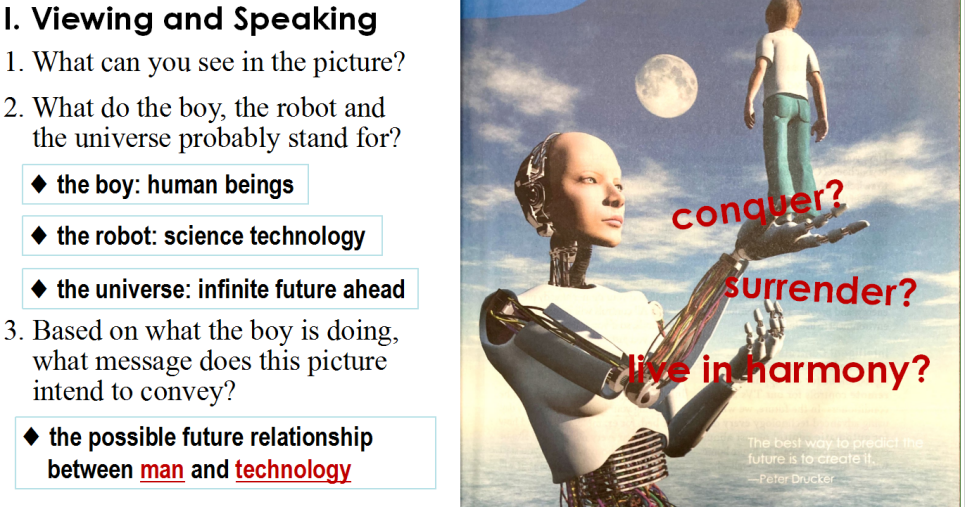 I. Viewing and Speaking
1. What can you see in the picture?
2. What do the boy, the robot and
the universe probably stand for?
♦ the boy: human beings
♦ the robot: science technology
♦ the universe: infinite future ahead
3. Based on what the boy is doing,
what message does this picture
intend to convey?
♦ the possible future relationship
between man and technology
conquer?
surrender?
live in harmony?
The best way to predict the
future is to create it.
—Peter Drucker